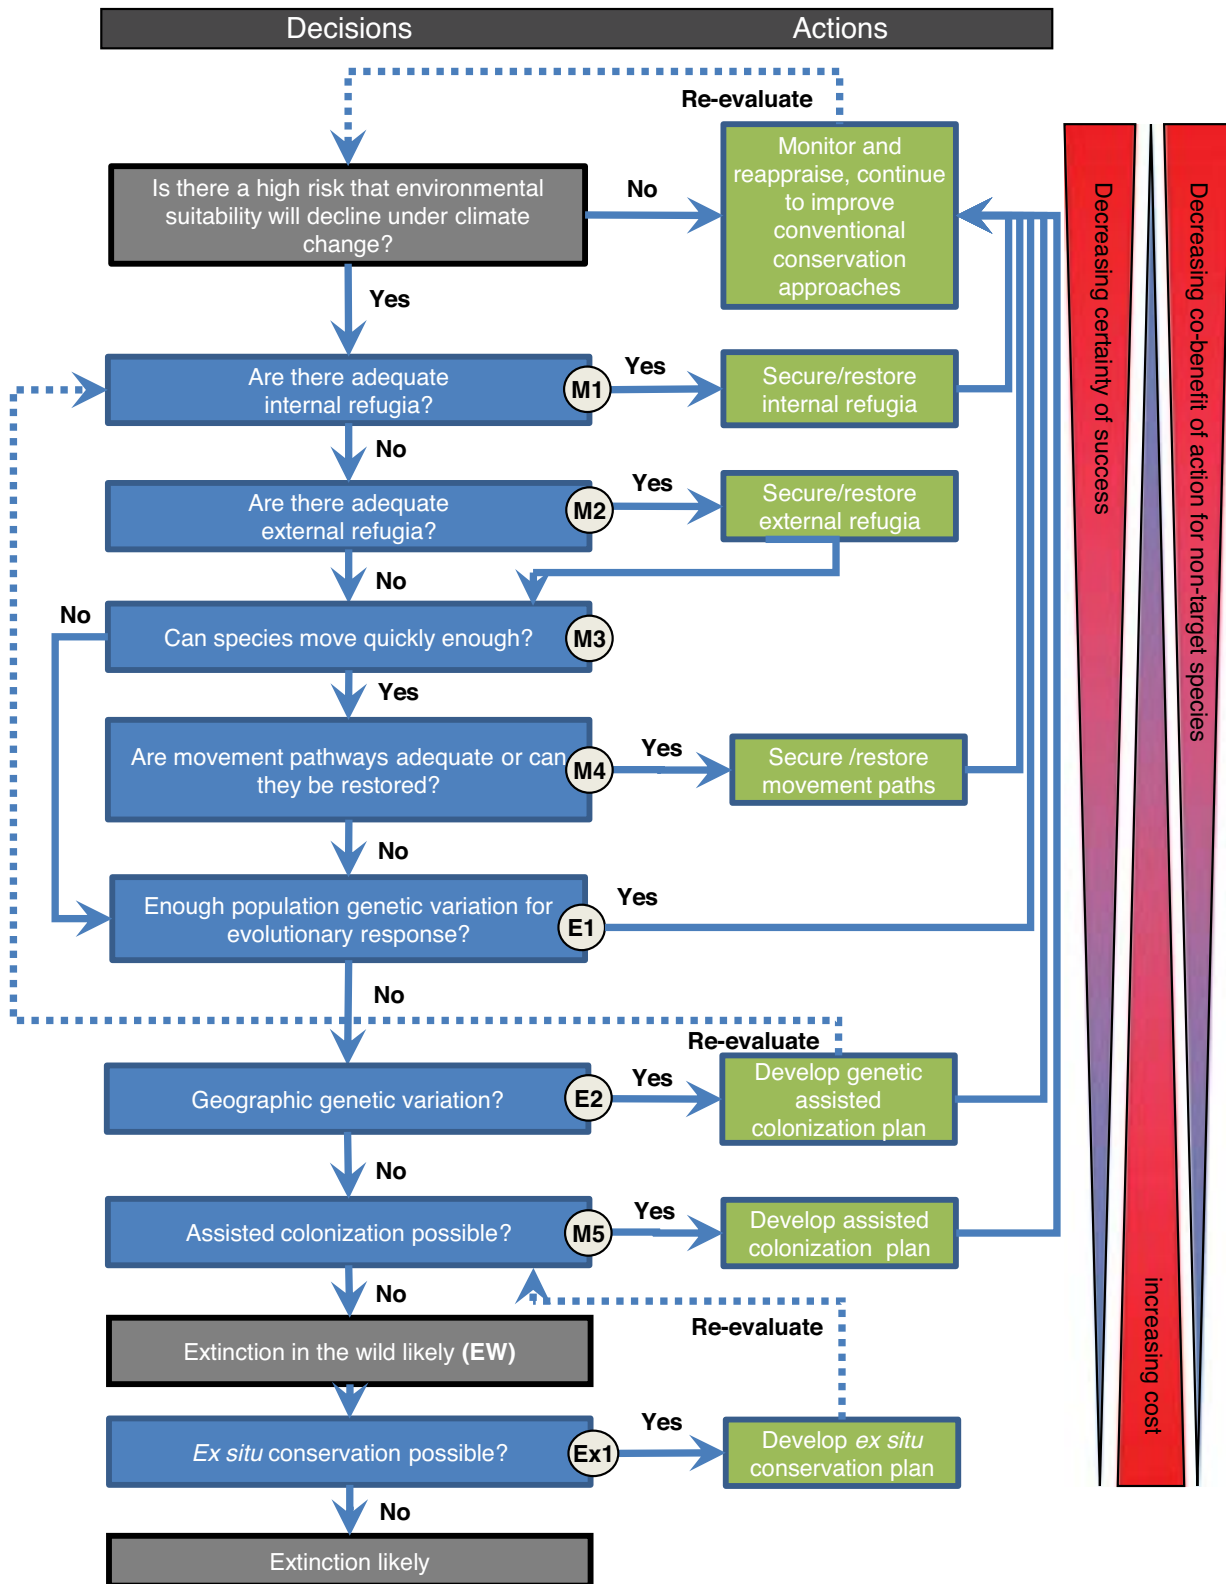 Decisions
Actions
Re-evaluate
Is there a high risk that environmental
suitability will decline under climate
change?
No
Monitor and
reappraise, continue
to improve
conventional
conservation
approaches
Yes
Are there adequate
internal refugia?
M1
Yes
Secure/restore
internal refugia
No
Are there adequate
external refugia?
M2
Yes
Secure/restore
external refugia
No
No
Can species move quickly enough?
M3
Yes
Are movement pathways adequate or can
they be restored?
M4
Yes
Secure /restore
movement paths
No
Enough population genetic variation for
evolutionary response?
E1
Yes
No
Re-evaluate
Geographic genetic variation?
E2
Yes
Develop genetic
assisted
colonization plan
No
Assisted colonization possible?
M5
Yes
Develop assisted
colonization plan
No
Re-evaluate
Extinction in the wild likely (EW)
Ex situ conservation possible?
Ex1
Yes
Develop ex situ
conservation plan
No
Extinction likely
Decreasing certainty of success
increasing cost
Decreasing co-benefit of action for non-target species